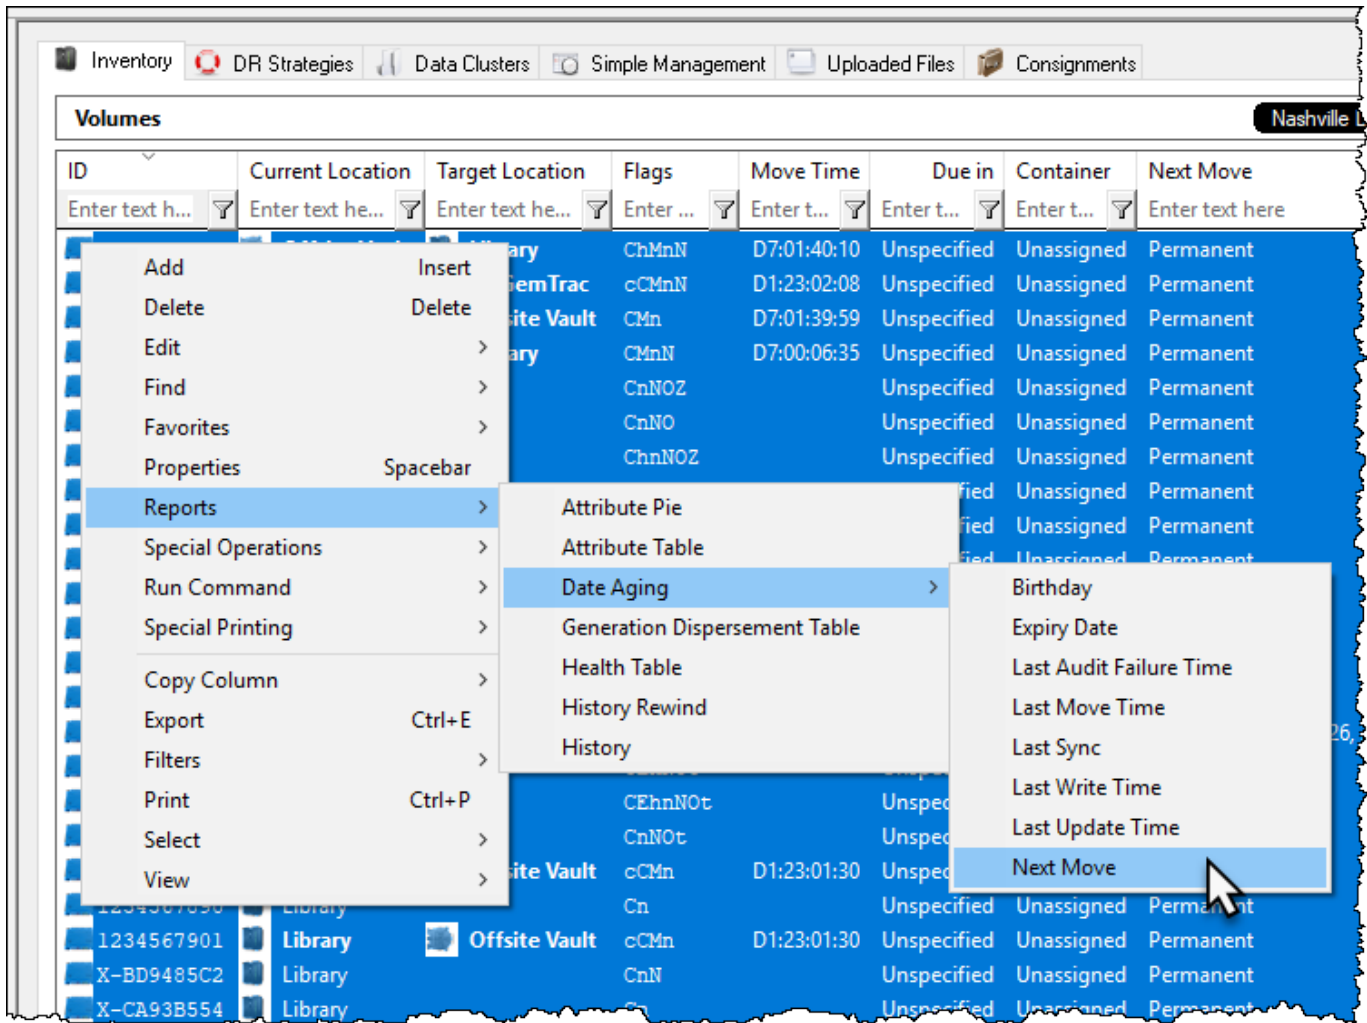 Inventory DR Strategies Data Clusters Simple Management Uploaded Files Consignments
Volumes Nashville
ID Current Location Target Location Flags Move Time Due in Container Next Move
Enter text h... Enter text he... Enter text he... Enter ... Enter t... Enter t... Enter t... Enter text here
ChMnN D7:01:40:10 Unspecified Unassigned Permanent
Add Insert
SemTrac cCMnN D1:23:02:08 Unspecified Unassigned Permanent
Delete Delete
Vault CMn D7:01:39:59 Unspecified Unassigned Permanent
Edit
CMnN D7:00:06:35 Unspecified Unassigned Permanent
Find
CnNOZ Unspecified Unassigned Permanent
Favorites
CnNO Unspecified Unassigned Permanent
Properties Spacebar
ChnNOZ Unspecified Unassigned Permanent
Reports
Attribute Pie
Unassigned Permanent
Special Operations
Attribute Table
Unassigned Permanent
Run Command
Date Aging
Birthday
Special Printing
Generation Dispersement Table
Expiry Date
Copy Column
Health Table
Last Audit Failure Time
Export Ctrl+E
History Rewind
Last Move Time
Filters
History
Last Sync
26,
Print Ctrl+P
CEhnNOt
Last Write Time
Select
CnNOt
Last Update Time
View
Vault cCMn D1:23:01:30
Next Move
Library Cn Unspecified Unassigned Permanent
1234567901 Library Offsite Vault cCMn D1:23:01:30 Unspecified Unassigned Permanent
X-BD9485C2 Library CnN Unspecified Unassigned Permanent
X-CA93B554 Library Cn Unspecified Unassigned Permanent